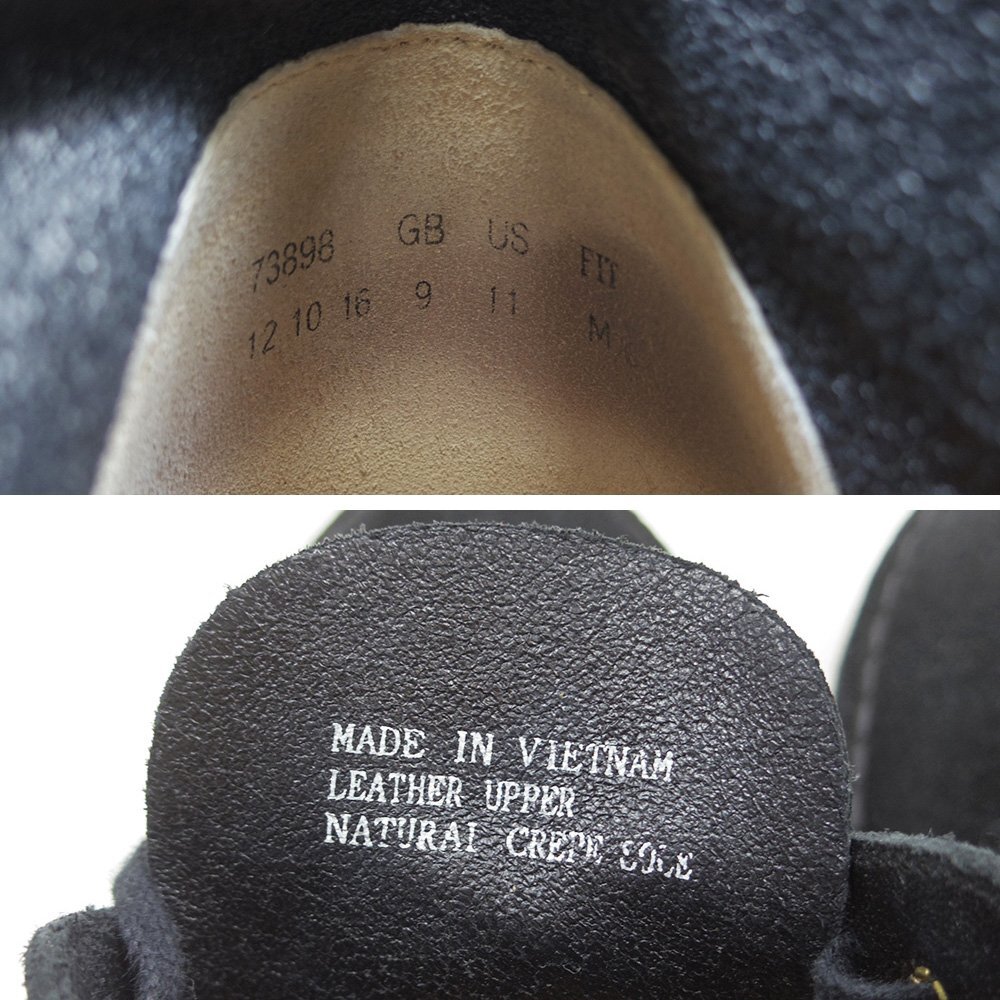 73898 GB US FIT
12 10 16 9 11 M
MADE IN VIETNAM
LEATHER UPPER
NATURAL CREPE SOLE